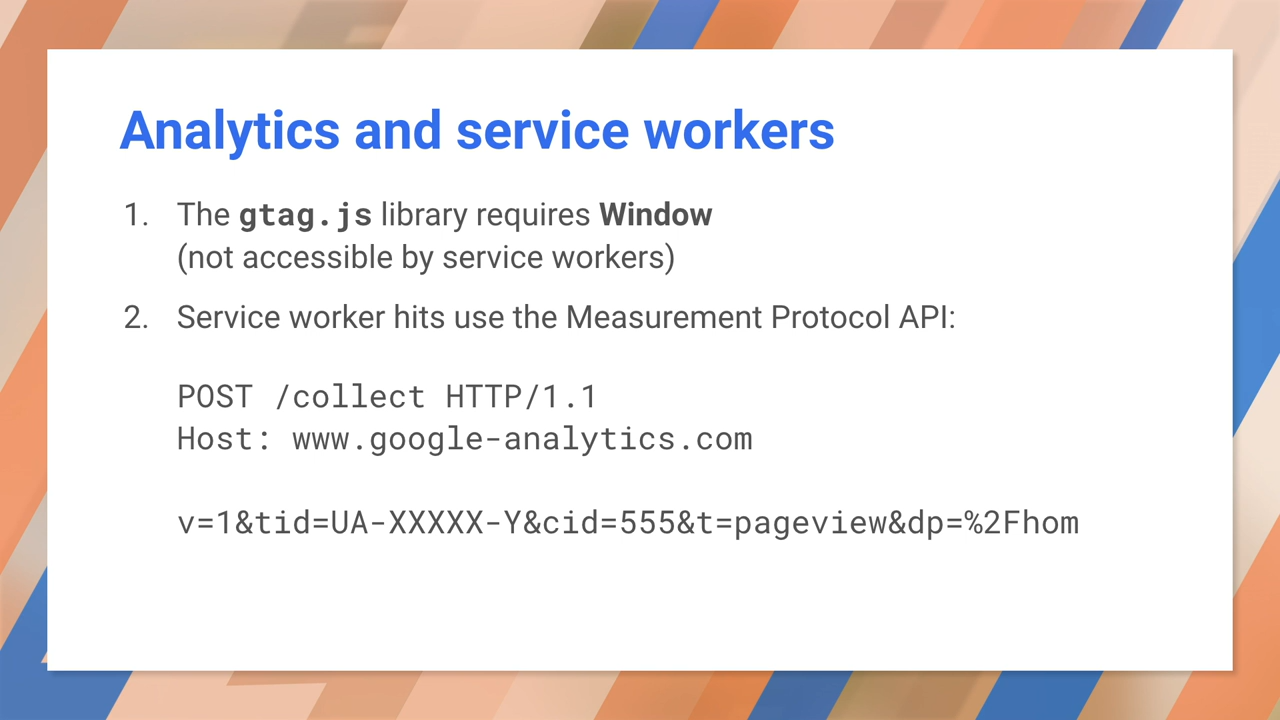 Analytics and service workers
1. The gtag.js library requires Window
(not accessible by service workers)
2. Service worker hits use the Measurement Protocol API:
POST /collect HTTP/1.1
Host: www.google-analytics.com
v=1&tid=UA-XXXXX-Y&cid=555&t=pageview&dp=%2Fhom